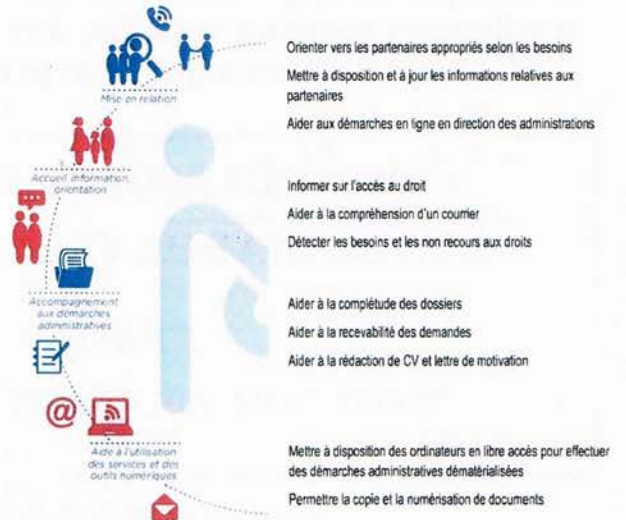 Mise en relation
Orienter vers les partenaires appropriés selon les besoins
Mettre à disposition et à jour les informations relatives aux
partenaires
Aider aux démarches en ligne en direction des administrations
Accueil, information,
orientation
Informer sur l'accès au droit
Aider à la compréhension d'un courrier
Détecter les besoins et les non recours aux droits
Accompagnement
aux démarches
administratives
Aider à la complétude des dossiers
Aider à la recevabilité des demandes
Aider à la rédaction de CV et lettre de motivation
@
Aide à l'utilisation
des services et des
outils numériques
Mettre à disposition des ordinateurs en libre accès pour effectuer
des démarches administratives dématérialisées
Permettre la copie et la numérisation de documents